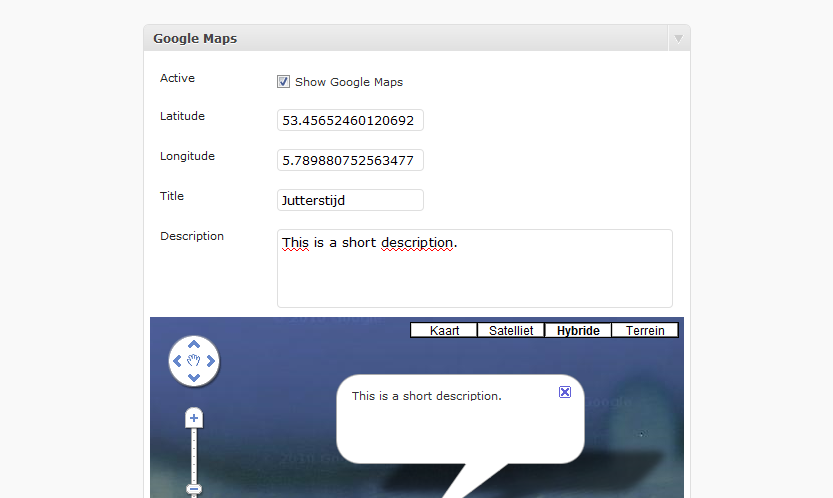 Google Maps
Active
Show Google Maps
Latitude
53.45652460120692
Longitude
5.789880752563477
Title
Jutterstijd
Description
This is a short description.
Kaart
Satelliet
Hybride
Terrein
This is a short description.
Google